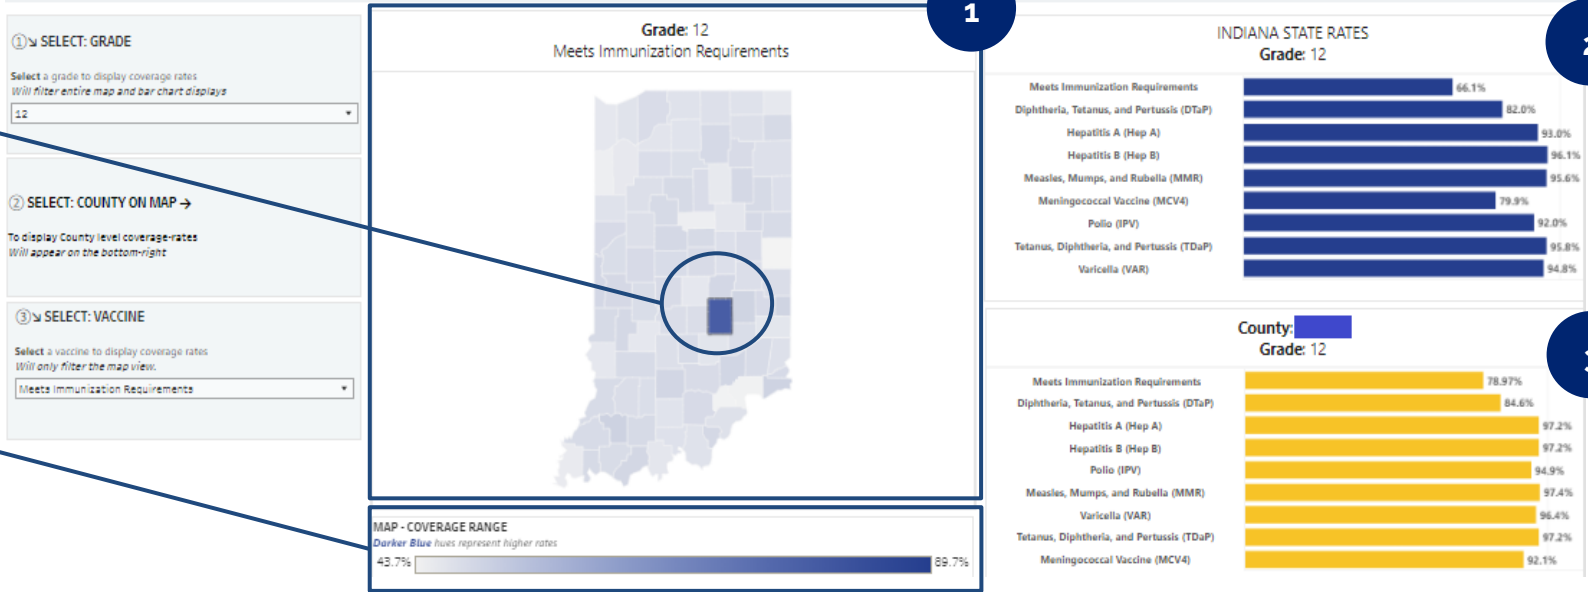 ① ↘ SELECT: GRADE
Select a grade to display coverage rates
Will filter entire map and bar chart displays
12
② SELECT: COUNTY ON MAP →
To display County level coverage-rates
Will appear on the bottom-right
③ ↘ SELECT: VACCINE
Select a vaccine to display coverage rates
Will only filter the map view.
Meets Immunization Requirements
1
Grade: 12
Meets Immunization Requirements
MAP - COVERAGE RANGE
Darker Blue hues represent higher rates
43.7% 89.7%
INDIANA STATE RATES
Grade: 12
Meets Immunization Requirements 66.1%
Diphtheria, Tetanus, and Pertussis (DTaP) 82.0%
Hepatitis A (Hep A) 93.0%
Hepatitis B (Hep B) 96.1%
Measles, Mumps, and Rubella (MMR) 95.6%
Meningococcal Vaccine (MCV4) 79.9%
Polio (IPV) 92.0%
Tetanus, Diphtheria, and Pertussis (TDaP) 95.8%
Varicella (VAR) 94.8%
County:
Grade: 12
Meets Immunization Requirements 78.97%
Diphtheria, Tetanus, and Pertussis (DTaP) 84.6%
Hepatitis A (Hep A) 97.2%
Hepatitis B (Hep B) 97.2%
Polio (IPV) 94.9%
Measles, Mumps, and Rubella (MMR) 97.4%
Varicella (VAR) 96.4%
Tetanus, Diphtheria, and Pertussis (TDaP) 97.2%
Meningococcal Vaccine (MCV4) 92.1%